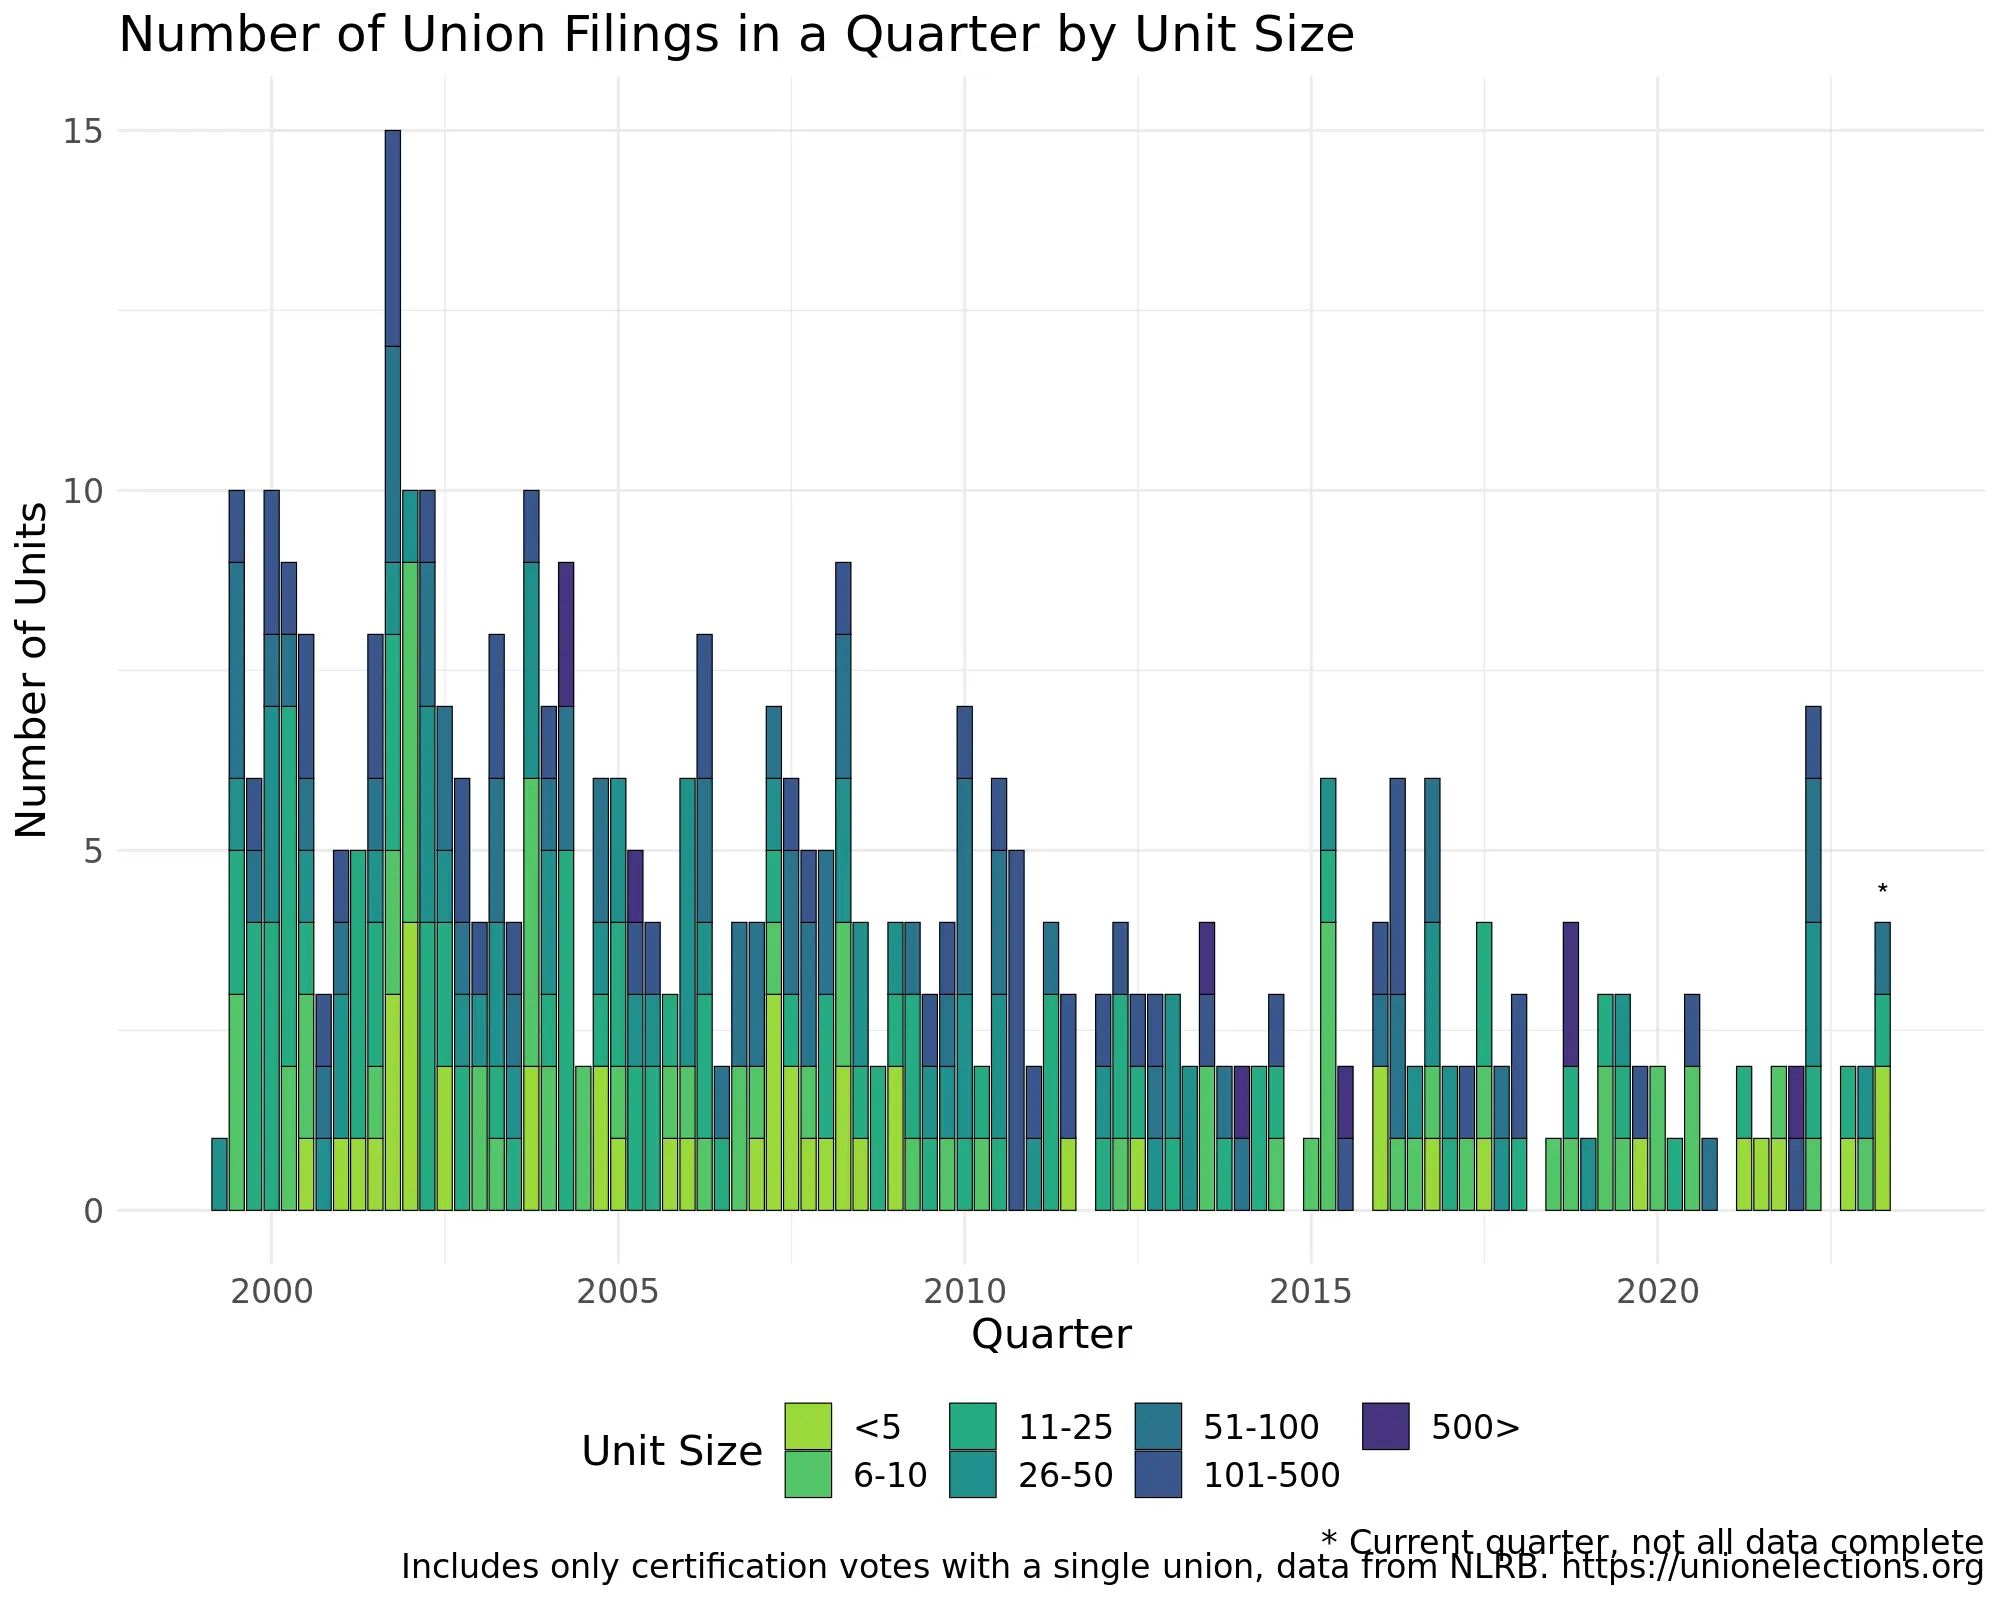 Number of Union Filings in a Quarter by Unit Size
15
10
5
0
Number of Units
*
2000 2005 2010 2015 2020
Quarter
Unit Size
<5 11-25 51-100 500>
6-10 26-50 101-500
* Current quarter, not all data complete
Includes only certification votes with a single union, data from NLRB. https://unionelections.org